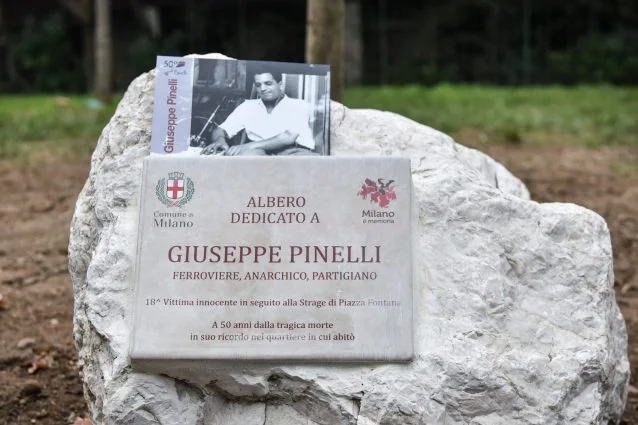 50º
Giuseppe Pinelli
Comune di
Milano
ALBERO
DEDICATO A
Milano
è memoria
GIUSEPPE PINELLI
FERROVIERE, ANARCHICO, PARTIGIANO
18^ Vittima innocente in seguito alla Strage di Piazza Fontana
A 50 anni dalla tragica morte
in suo ricordo nel quartiere in cui abitò